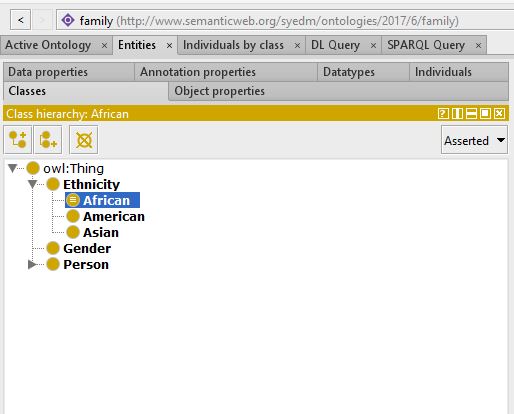 < > family (http://www.semanticweb.org/syedm/ontologies/2017/6/family)
Active Ontology × Entities × Individuals by class × DL Query × SPARQL Query ×
Data properties Annotation properties Datatypes Individuals
Classes Object properties
Class hierarchy: African
Asserted
owl:Thing
Ethnicity
African
American
Asian
Gender
Person